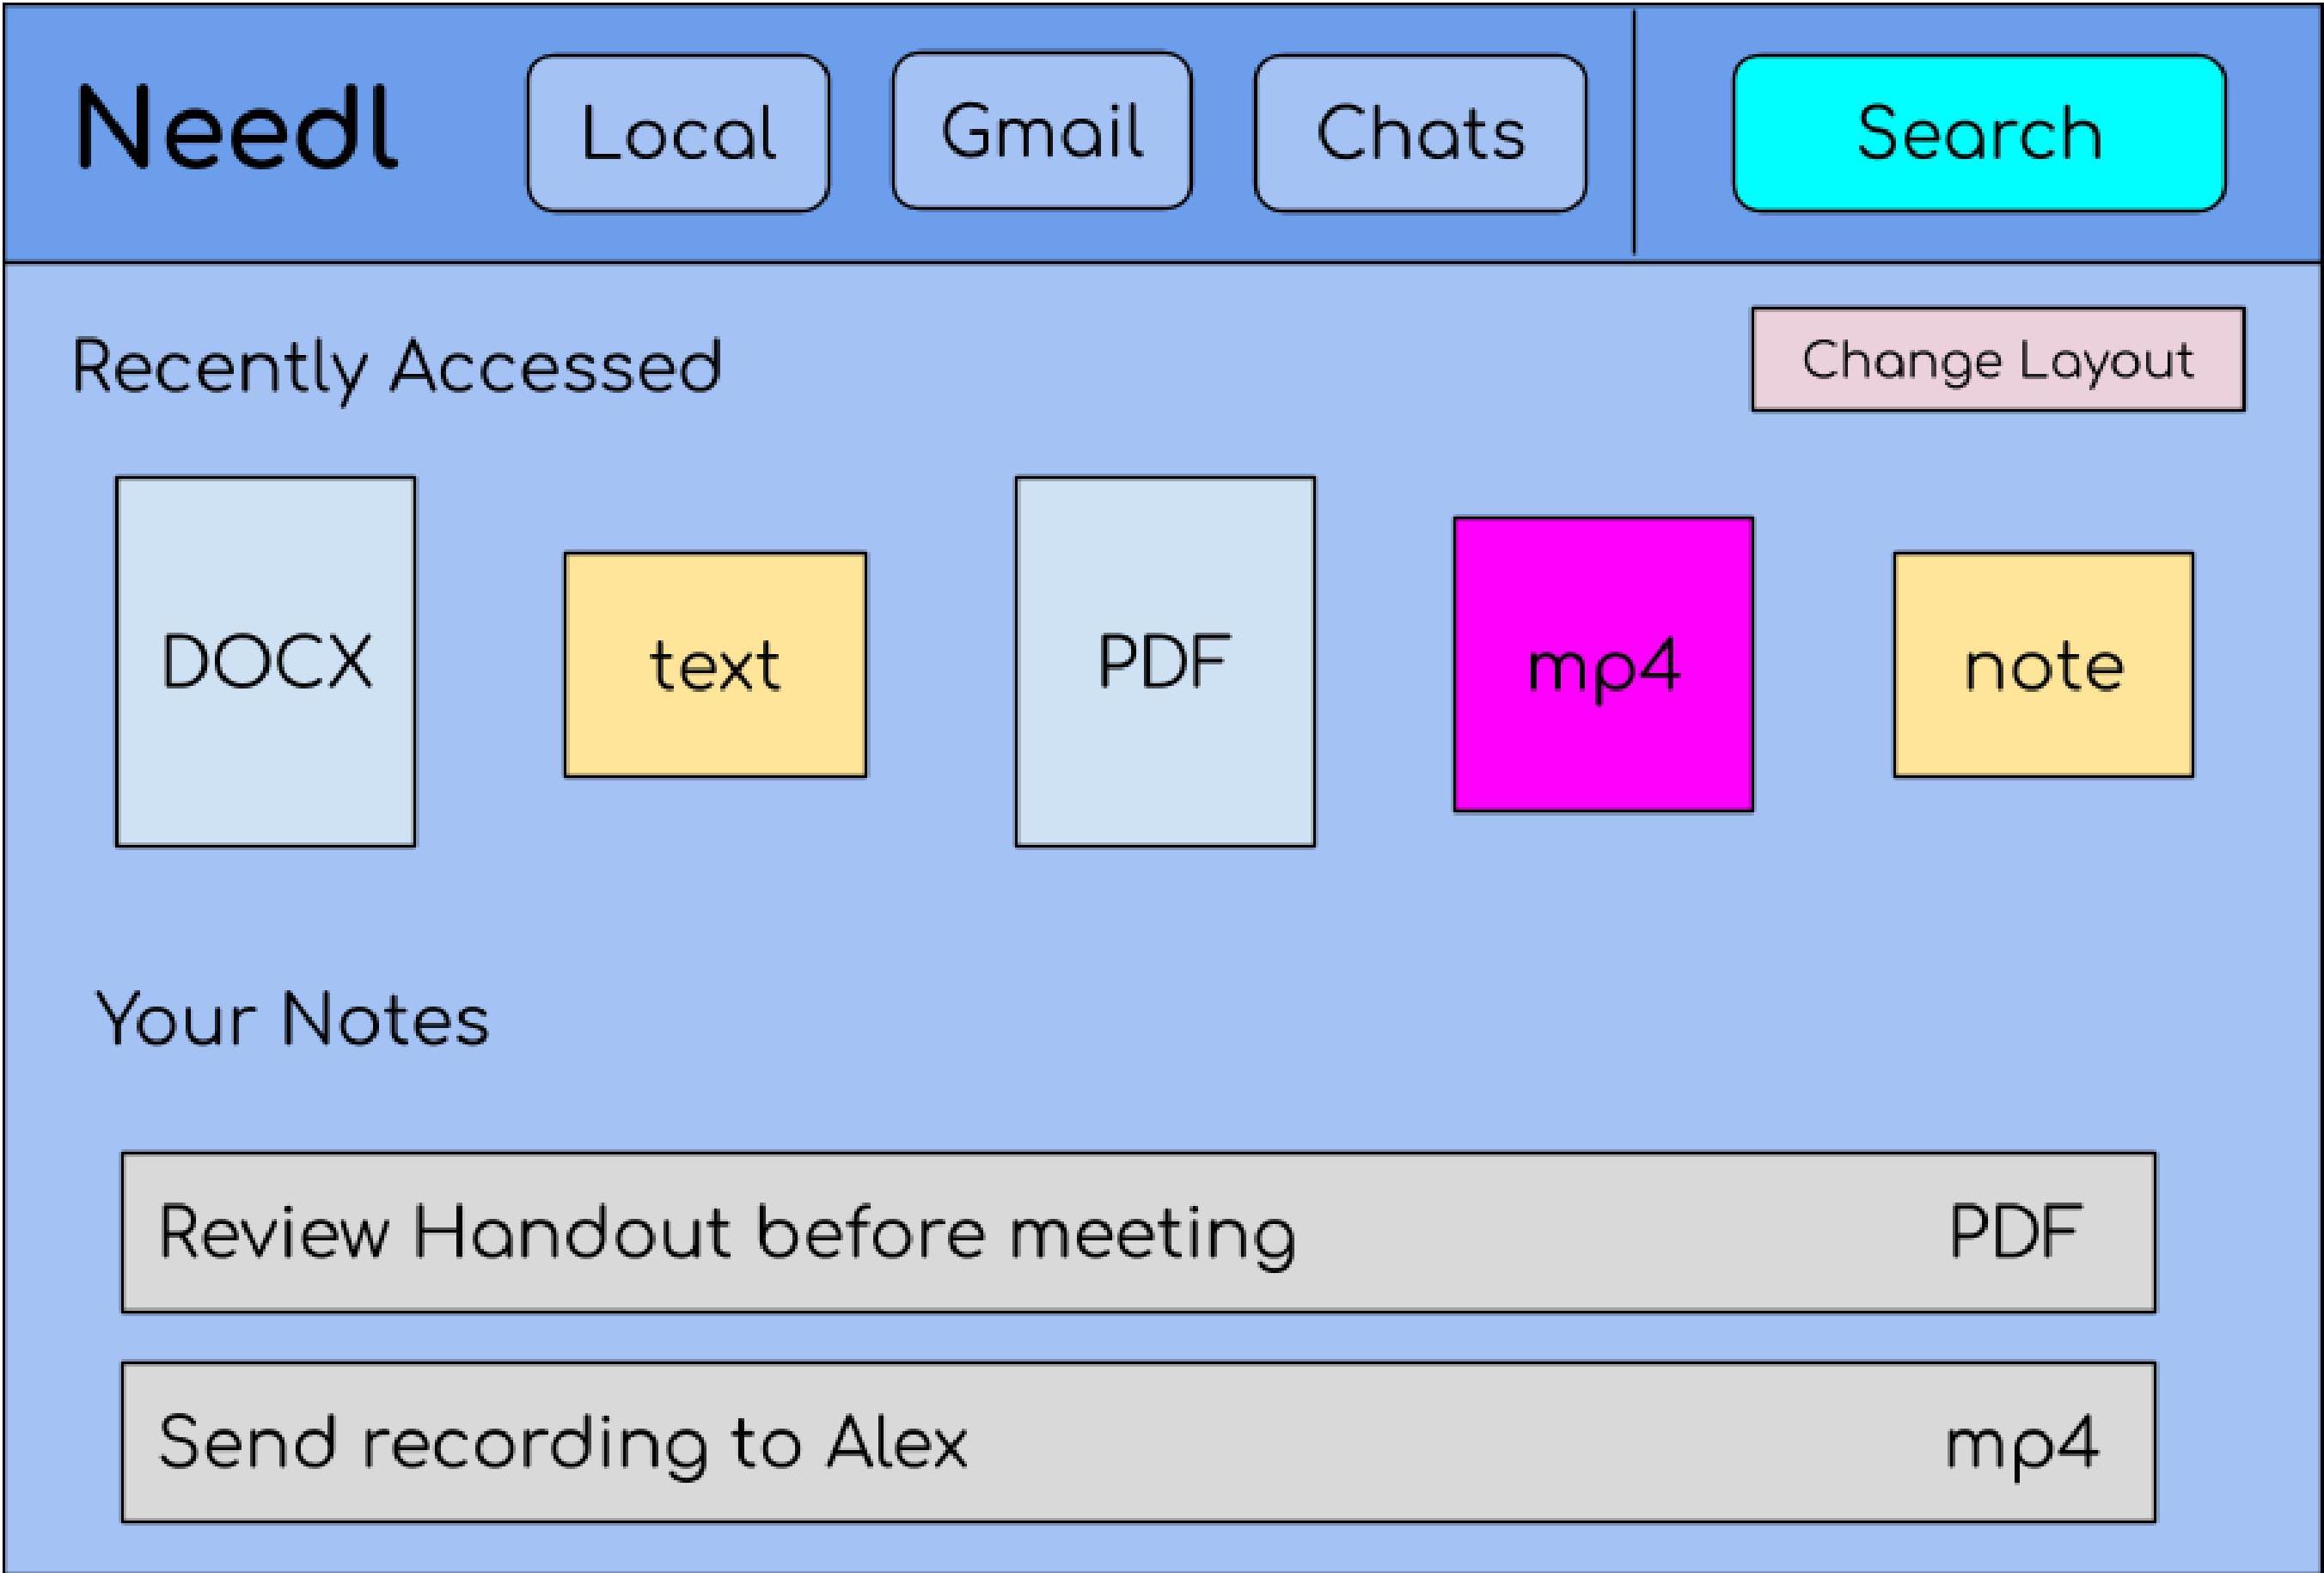 Needl Local Gmail Chats Search
Recently Accessed Change Layout
DOCX text PDF mp4 note
Your Notes
Review Handout before meeting PDF
Send recording to Alex mp4